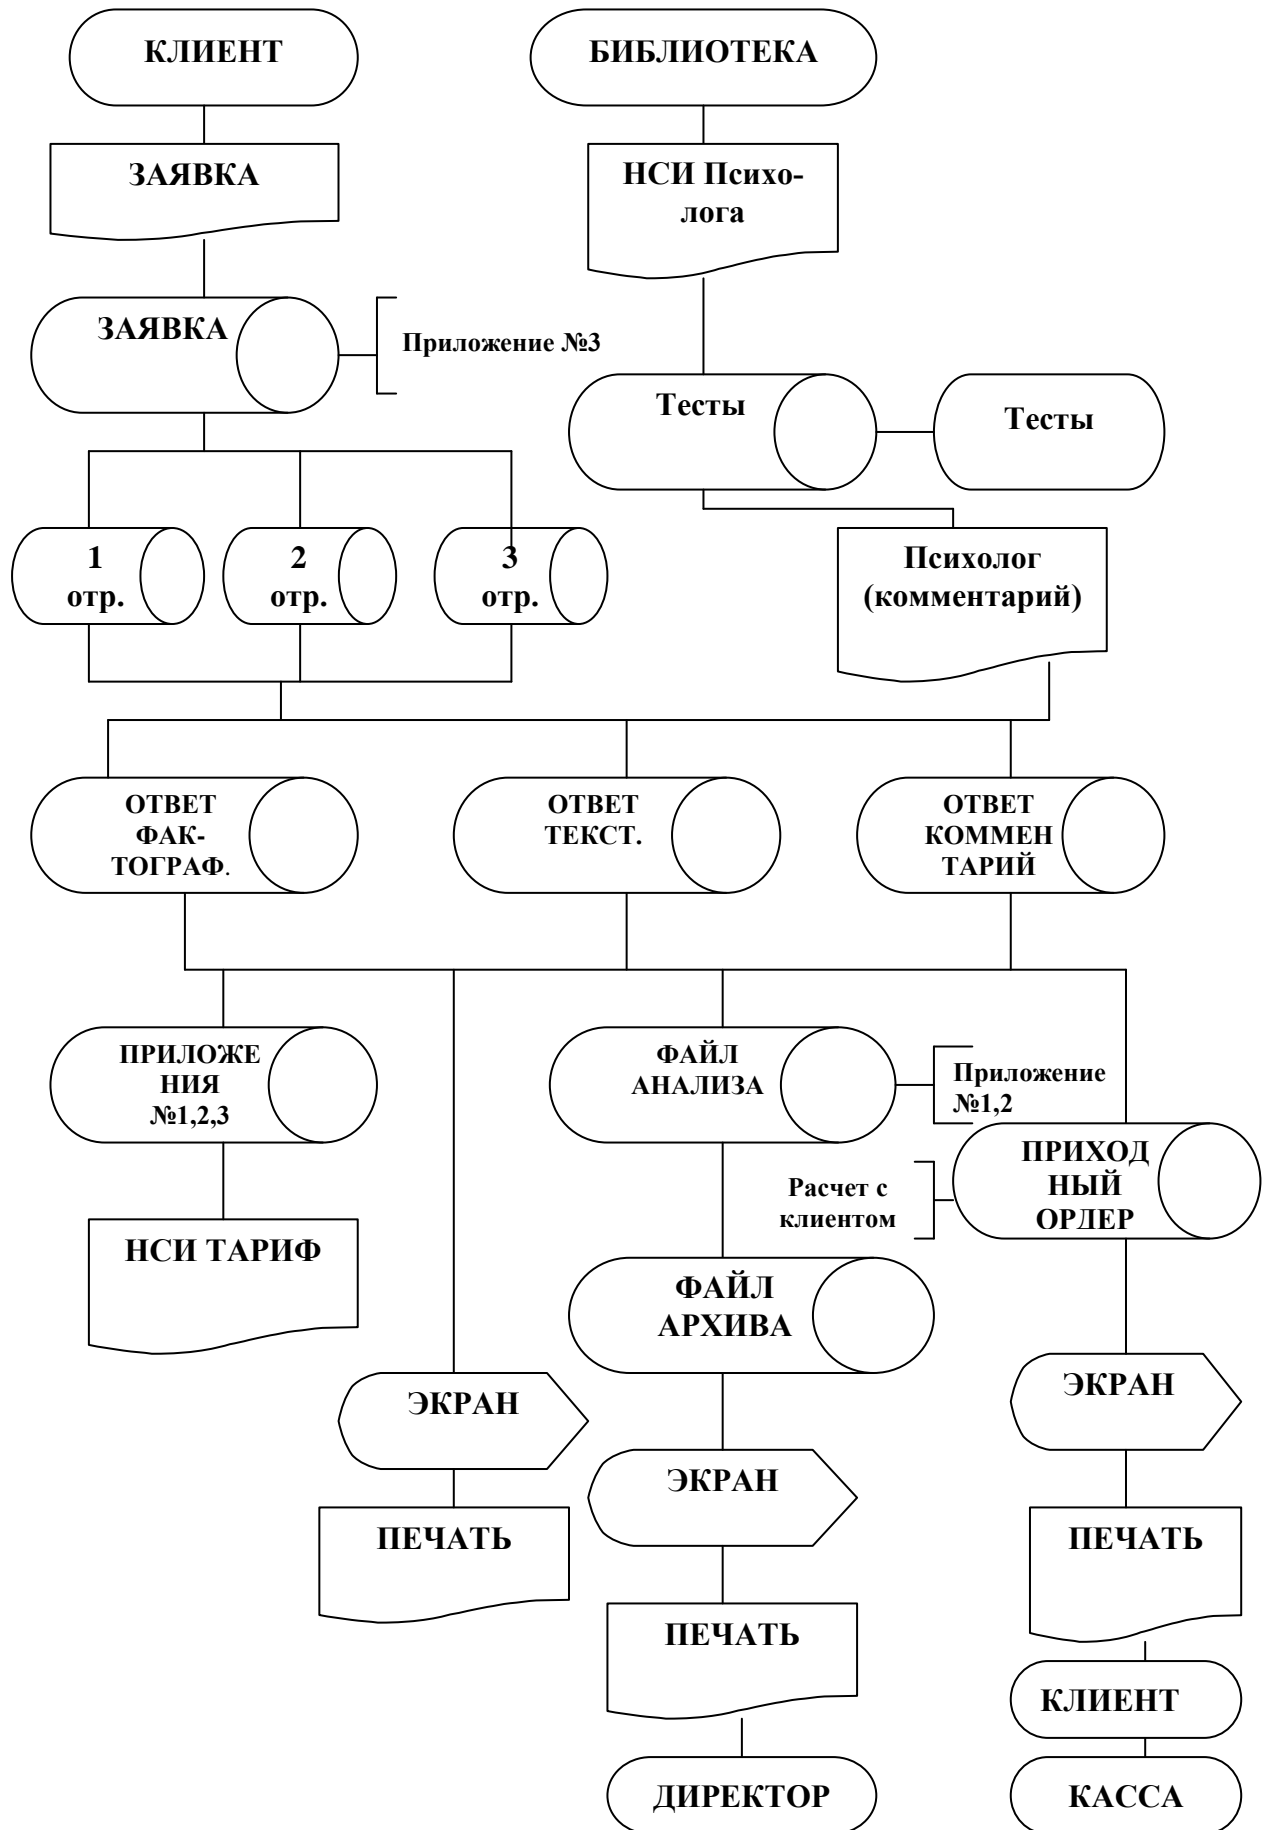 КЛИЕНТ
БИБЛИОТЕКА
ЗАЯВКА
НСИ Психо-
лога
ЗАЯВКА
Приложение №3
Тесты
Тесты
1
отр.
2
отр.
3
отр.
Психолог
(комментарий)
ОТВЕТ
ФАК-
ТОГРАФ.
ОТВЕТ
ТЕКСТ.
ОТВЕТ
КОММЕН
ТАРИЙ
ПРИЛОЖЕ
НИЯ
№1,2,3
ФАЙЛ
АНАЛИЗА
Приложение
№1,2
Расчет с
клиентом
ПРИХОД
НЫЙ
ОРДЕР
НСИ ТАРИФ
ФАЙЛ
АРХИВА
ЭКРАН
ЭКРАН
ЭКРАН
ПЕЧАТЬ
ПЕЧАТЬ
ПЕЧАТЬ
КЛИЕНТ
ДИРЕКТОР
КАССА